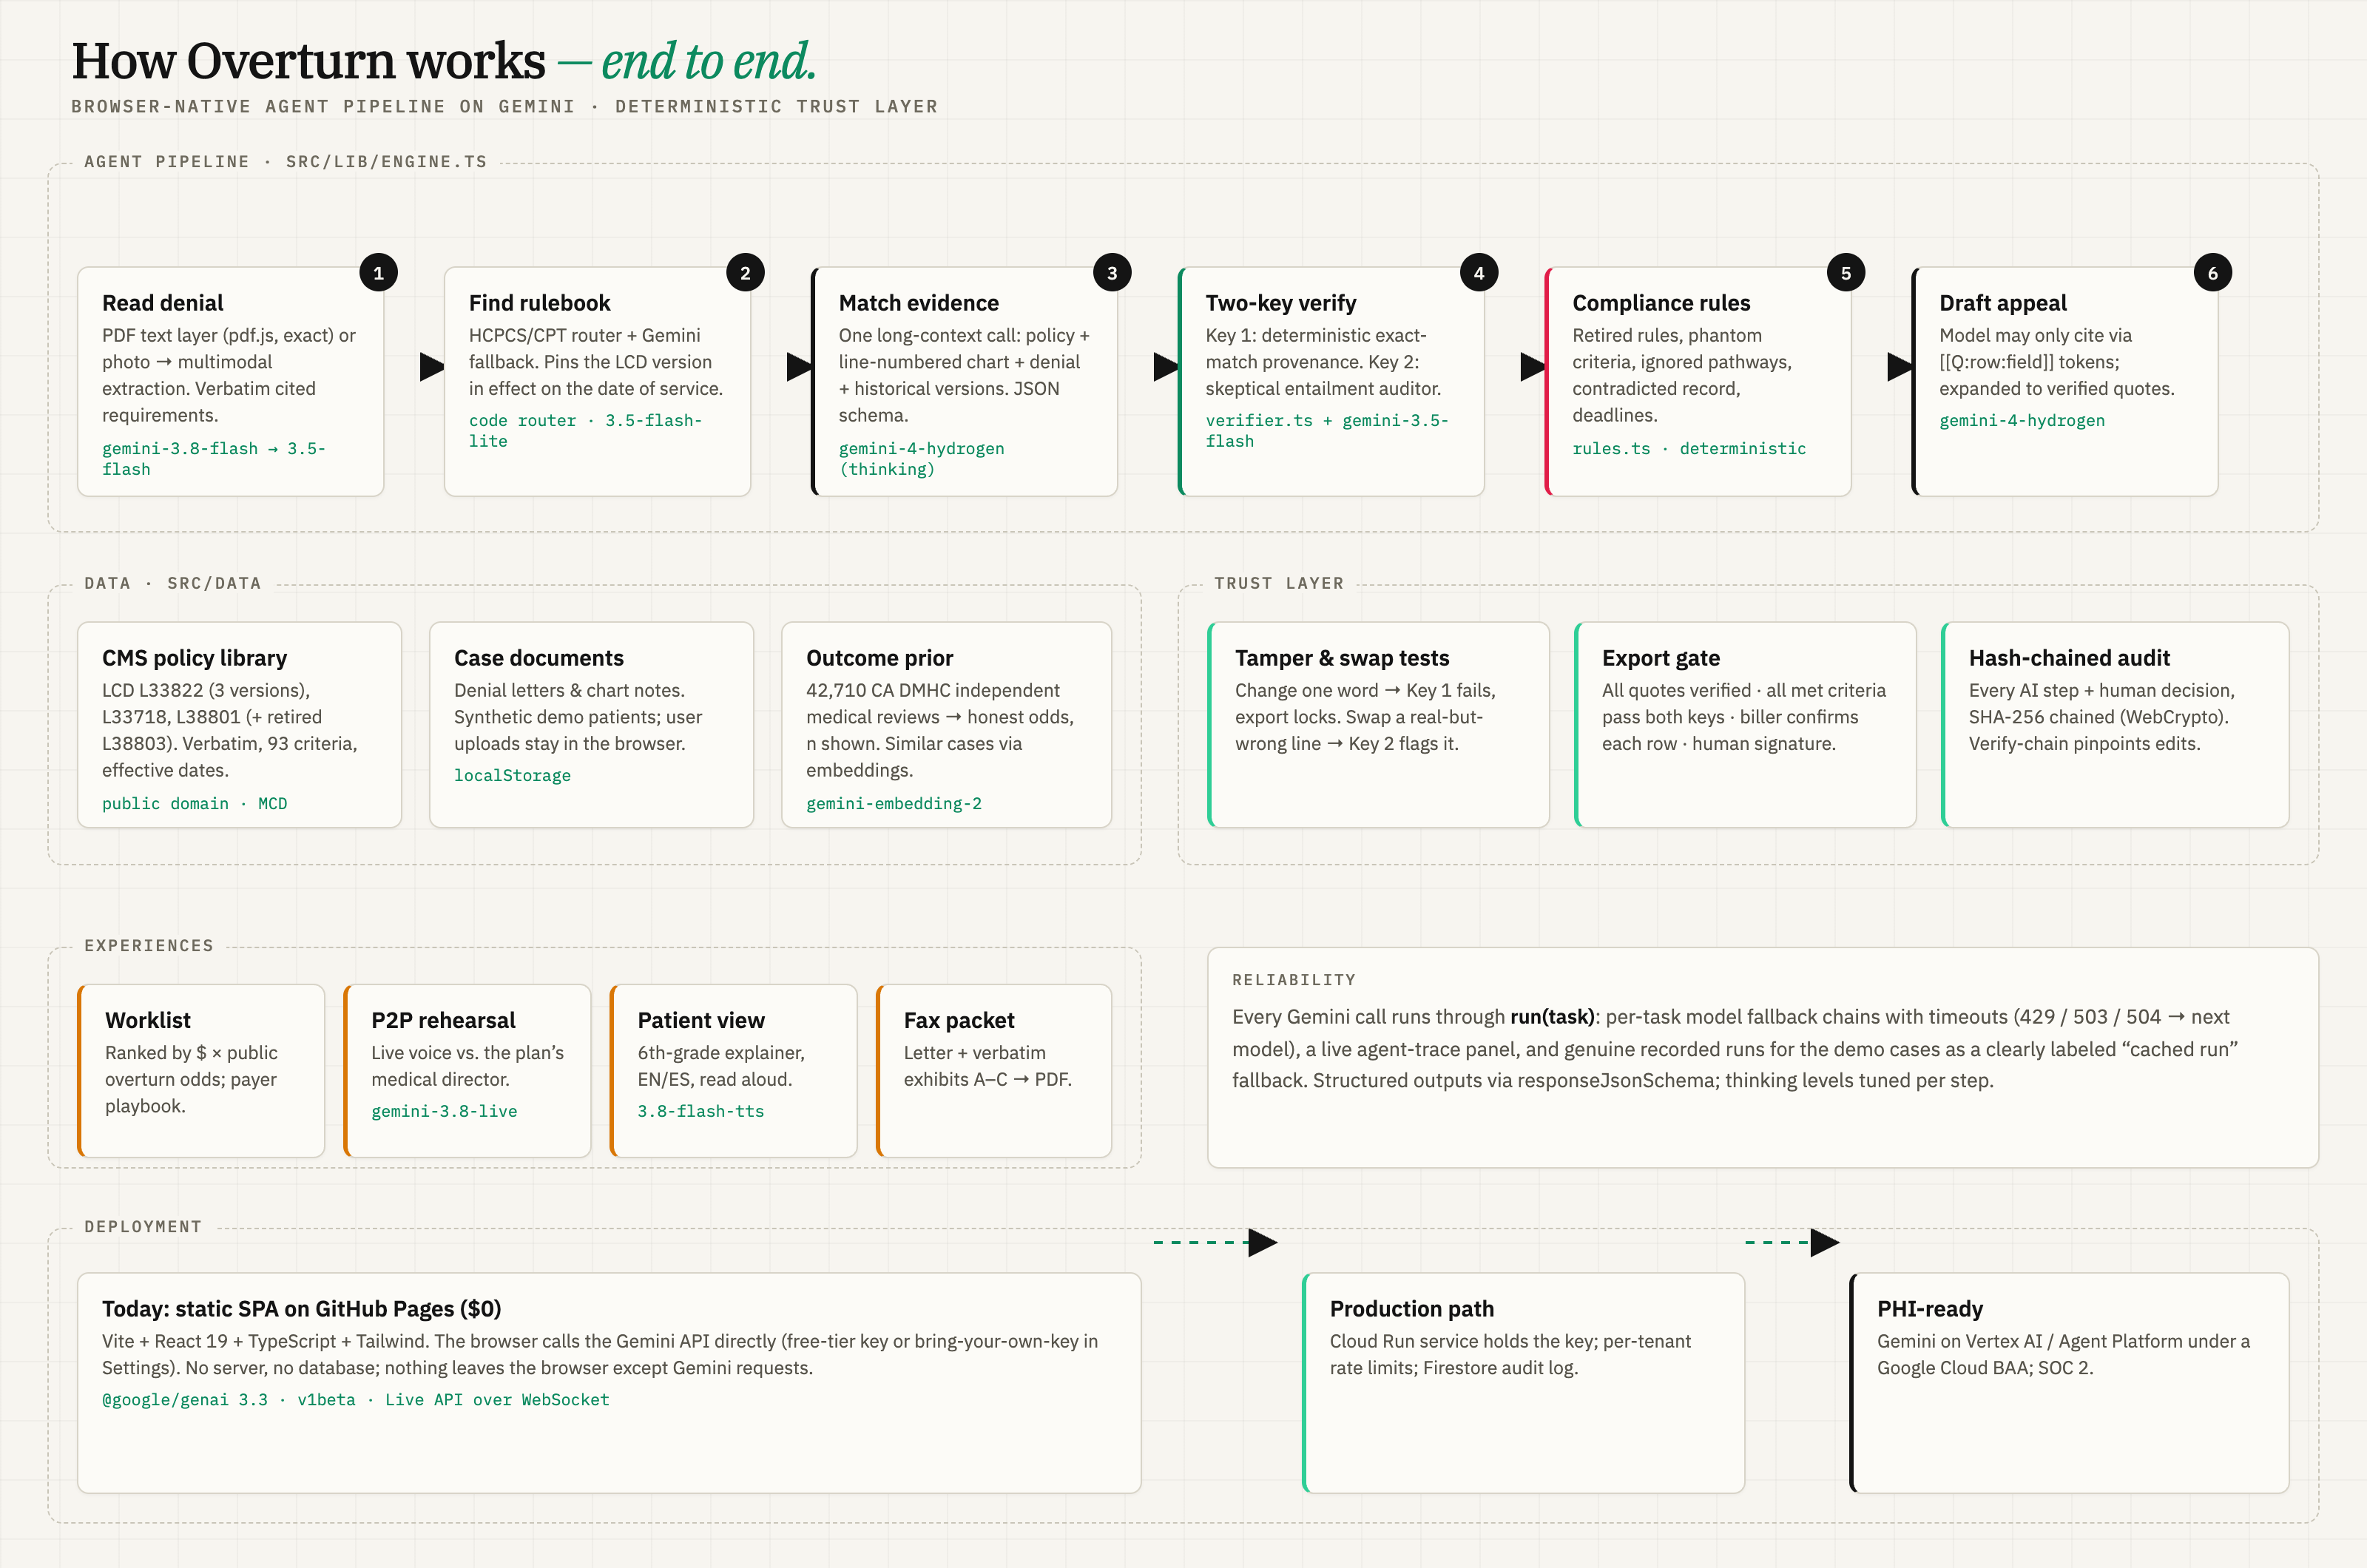 How Overturn works — end to end.
BROWSER-NATIVE AGENT PIPELINE ON GEMINI · DETERMINISTIC TRUST LAYER
AGENT PIPELINE · SRC/LIB/ENGINE.TS
1
Read denial
PDF text layer (pdf.js, exact) or
photo → multimodal
extraction. Verbatim cited
requirements.
gemini-3.8-flash → 3.5-
flash
2
Find rulebook
HCPCS/CPT router + Gemini
fallback. Pins the LCD version
in effect on the date of service.
code router · 3.5-flash-
lite
3
Match evidence
One long-context call: policy +
line-numbered chart + denial
+ historical versions. JSON
schema.
gemini-4-hydrogen
(thinking)
4
Two-key verify
Key 1: deterministic exact-
match provenance. Key 2:
skeptical entailment auditor.
verifier.ts + gemini-3.5-
flash
5
Compliance rules
Retired rules, phantom
criteria, ignored pathways,
contradicted record,
deadlines.
rules.ts · deterministic
6
Draft appeal
Model may only cite via
[[Q:row:field]] tokens;
expanded to verified quotes.
gemini-4-hydrogen
DATA · SRC/DATA
CMS policy library
LCD L33822 (3 versions),
L33718, L38801 (+ retired
L38803). Verbatim, 93 criteria,
effective dates.
public domain · MCD
Case documents
Denial letters & chart notes.
Synthetic demo patients; user
uploads stay in the browser.
localStorage
Outcome prior
42,710 CA DMHC independent
medical reviews → honest odds,
n shown. Similar cases via
embeddings.
gemini-embedding-2
TRUST LAYER
Tamper & swap tests
Change one word → Key 1 fails,
export locks. Swap a real-but-
wrong line → Key 2 flags it.
Export gate
All quotes verified · all met criteria
pass both keys · biller confirms
each row · human signature.
Hash-chained audit
Every AI step + human decision,
SHA-256 chained (WebCrypto).
Verify-chain pinpoints edits.
EXPERIENCES
Worklist
Ranked by $ × public
overturn odds; payer
playbook.
P2P rehearsal
Live voice vs. the plan’s
medical director.
gemini-3.8-live
Patient view
6th-grade explainer,
EN/ES, read aloud.
3.8-flash-tts
Fax packet
Letter + verbatim
exhibits A–C → PDF.
RELIABILITY
Every Gemini call runs through run(task): per-task model fallback chains with timeouts (429 / 503 / 504 → next
model), a live agent-trace panel, and genuine recorded runs for the demo cases as a clearly labeled “cached run”
fallback. Structured outputs via responseJsonSchema; thinking levels tuned per step.
DEPLOYMENT
Today: static SPA on GitHub Pages ($0)
Vite + React 19 + TypeScript + Tailwind. The browser calls the Gemini API directly (free-tier key or bring-your-own-key in
Settings). No server, no database; nothing leaves the browser except Gemini requests.
@google/genai 3.3 · v1beta · Live API over WebSocket
Production path
Cloud Run service holds the key; per-tenant
rate limits; Firestore audit log.
PHI-ready
Gemini on Vertex AI / Agent Platform under a
Google Cloud BAA; SOC 2.